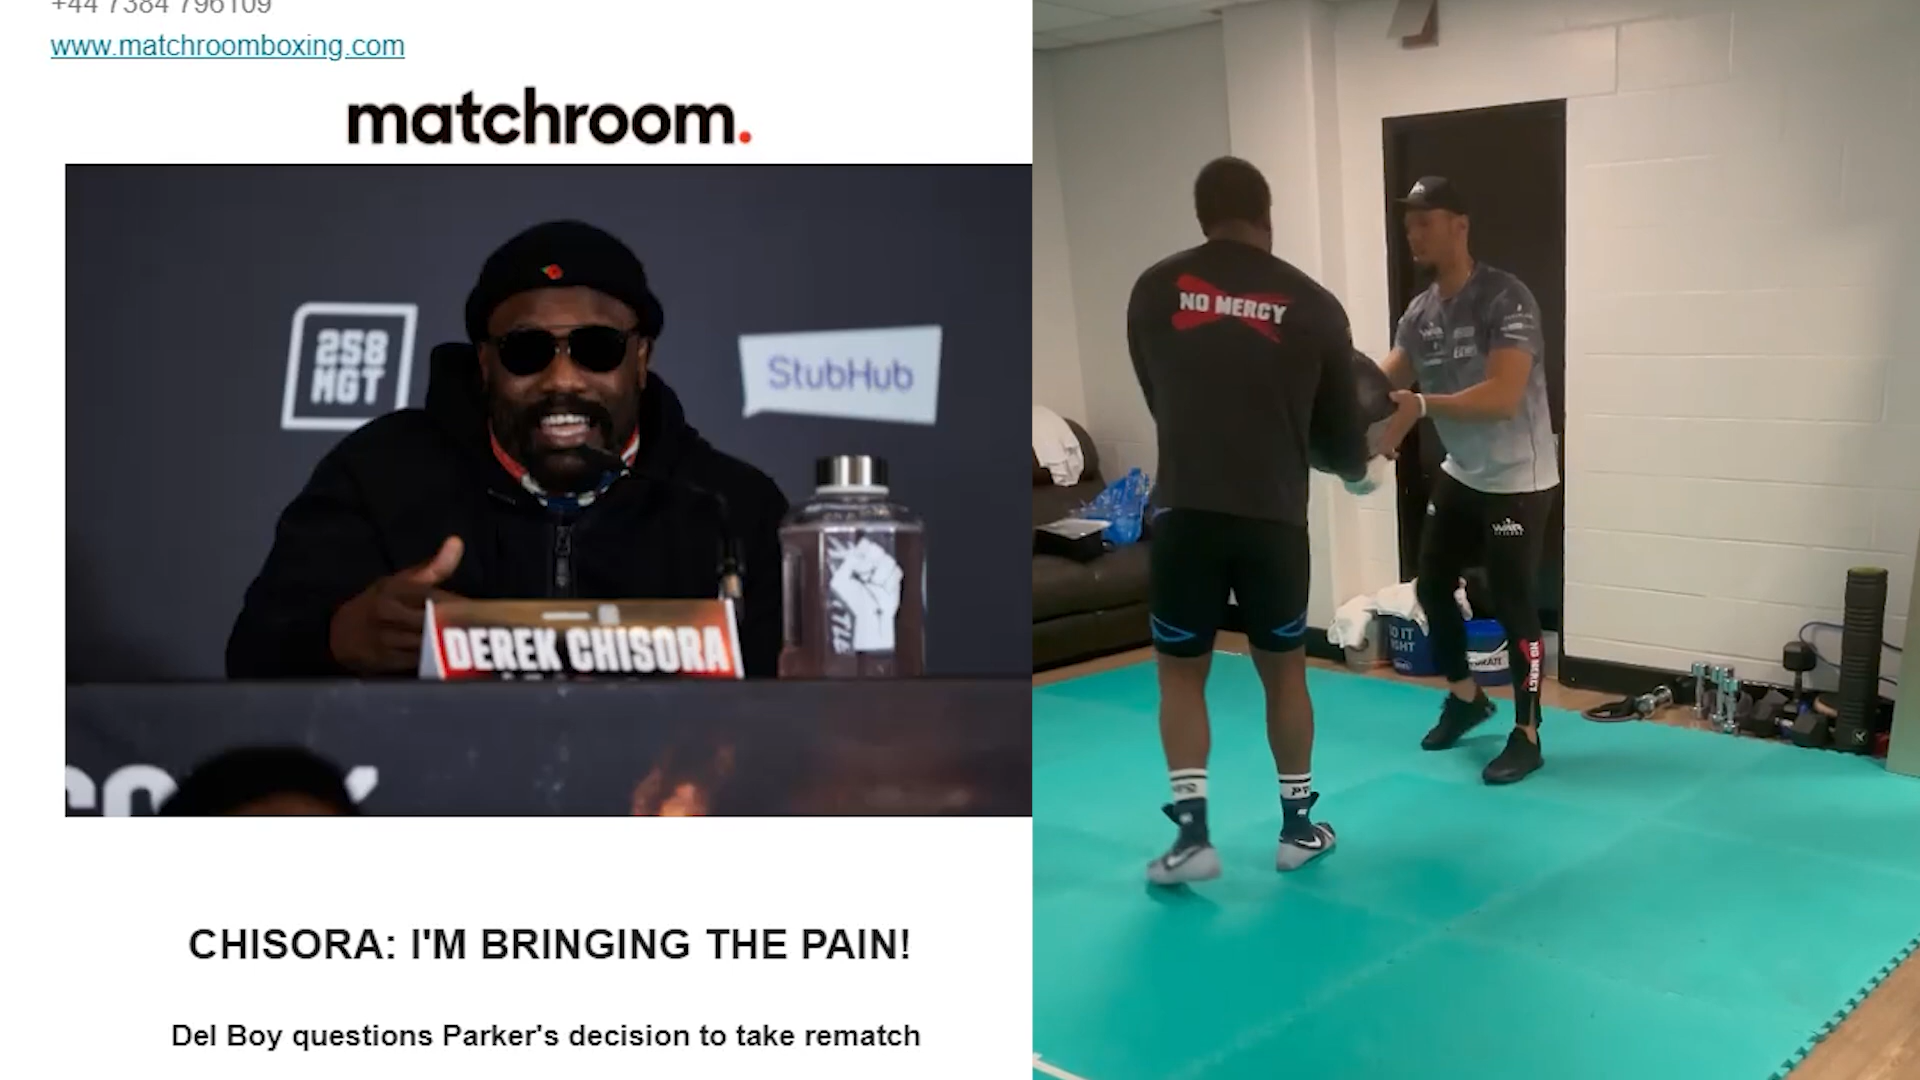 +44 7384 796109
www.matchroomboxing.com
matchroom.
258
MGT
StubHub
DEREK CHISORA
CHISORA: I'M BRINGING THE PAIN!
Del Boy questions Parker's decision to take rematch
NO MERCY
NO MERCY